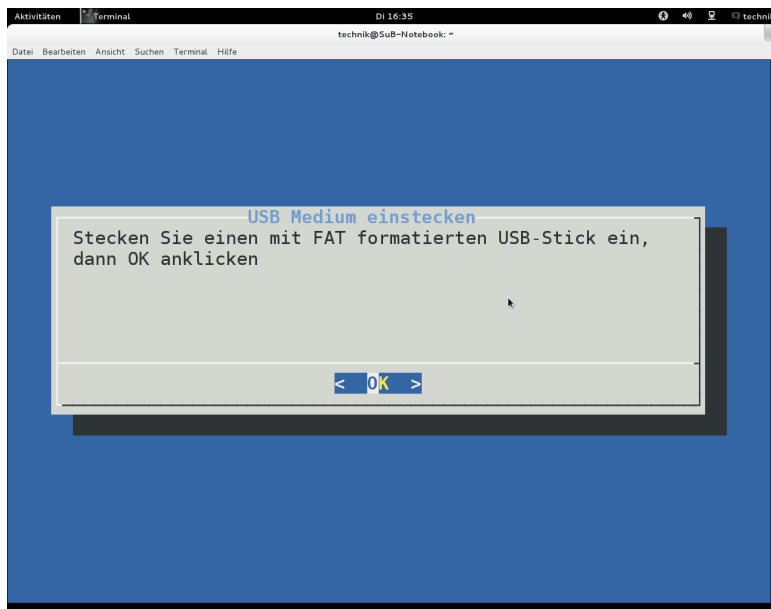 Aktivitäten Terminal Di 16:35
technik@SuB-Notebook: ~
Datei Bearbeiten Ansicht Suchen Terminal Hilfe
USB Medium einstecken
Stecken Sie einen mit FAT formatierten USB-Stick ein,
dann OK anklicken
< OK >